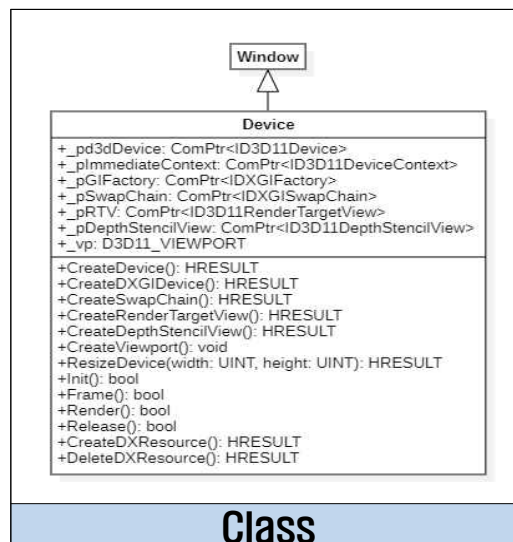 Window
Device
+_pd3dDevice: ComPtr<ID3D11Device>
+_pImmediateContext: ComPtr<ID3D11DeviceContext>
+_pGIFactory: ComPtr<IDXGIFactory>
+_pSwapChain: ComPtr<IDXGISwapChain>
+_pRTV: ComPtr<ID3D11RenderTargetView>
+_pDepthStencilView: ComPtr<ID3D11DepthStencilView>
+_vp: D3D11_VIEWPORT
+CreateDevice(): HRESULT
+CreateDXGIDevice(): HRESULT
+CreateSwapChain(): HRESULT
+CreateRenderTargetView(): HRESULT
+CreateDepthStencilView(): HRESULT
+CreateViewport(): void
+ResizeDevice(width: UINT, height: UINT): HRESULT
+Init(): bool
+Frame(): bool
+Render(): bool
+Release(): bool
+CreateDXResource(): HRESULT
+DeleteDXResource(): HRESULT
Class